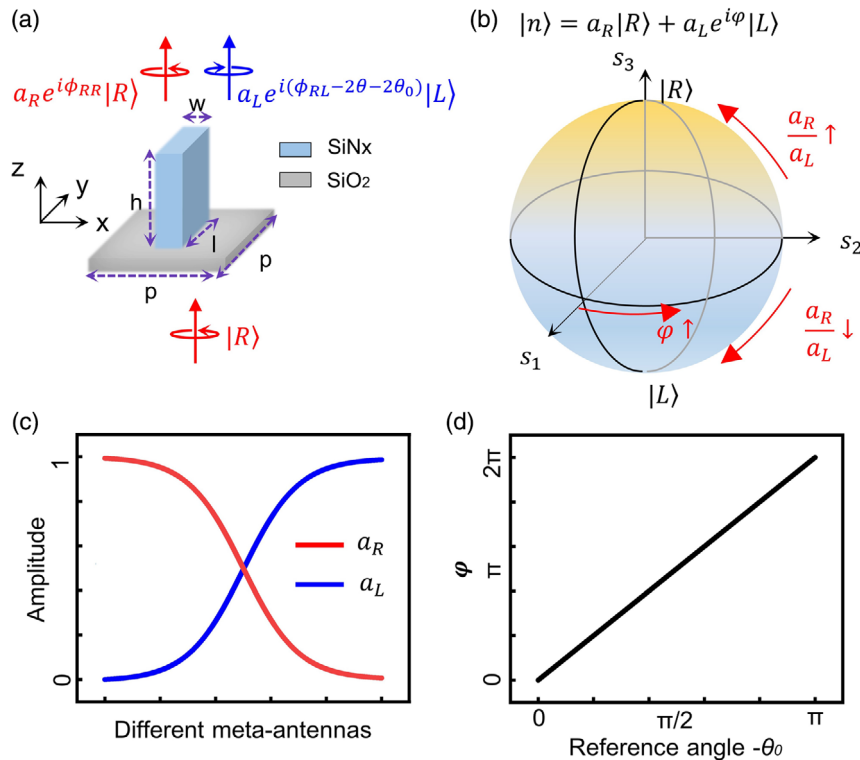 (a)
a_R e^{iϕ_RR}|R⟩
a_L e^{i(ϕ_RL−2θ−2θ_0)}|L⟩
w
SiNx
SiO₂
z
y
x
h
l
p
p
|R⟩
(b)
|n⟩ = a_R|R⟩ + a_L e^{iφ}|L⟩
s_3
|R⟩
a_R/a_L ↑
s_2
φ ↑
a_R/a_L ↓
s_1
|L⟩
(c)
1
Amplitude
a_R
a_L
0
Different meta-antennas
(d)
2π
φ
π
0
0
π/2
π
Reference angle -θ_0